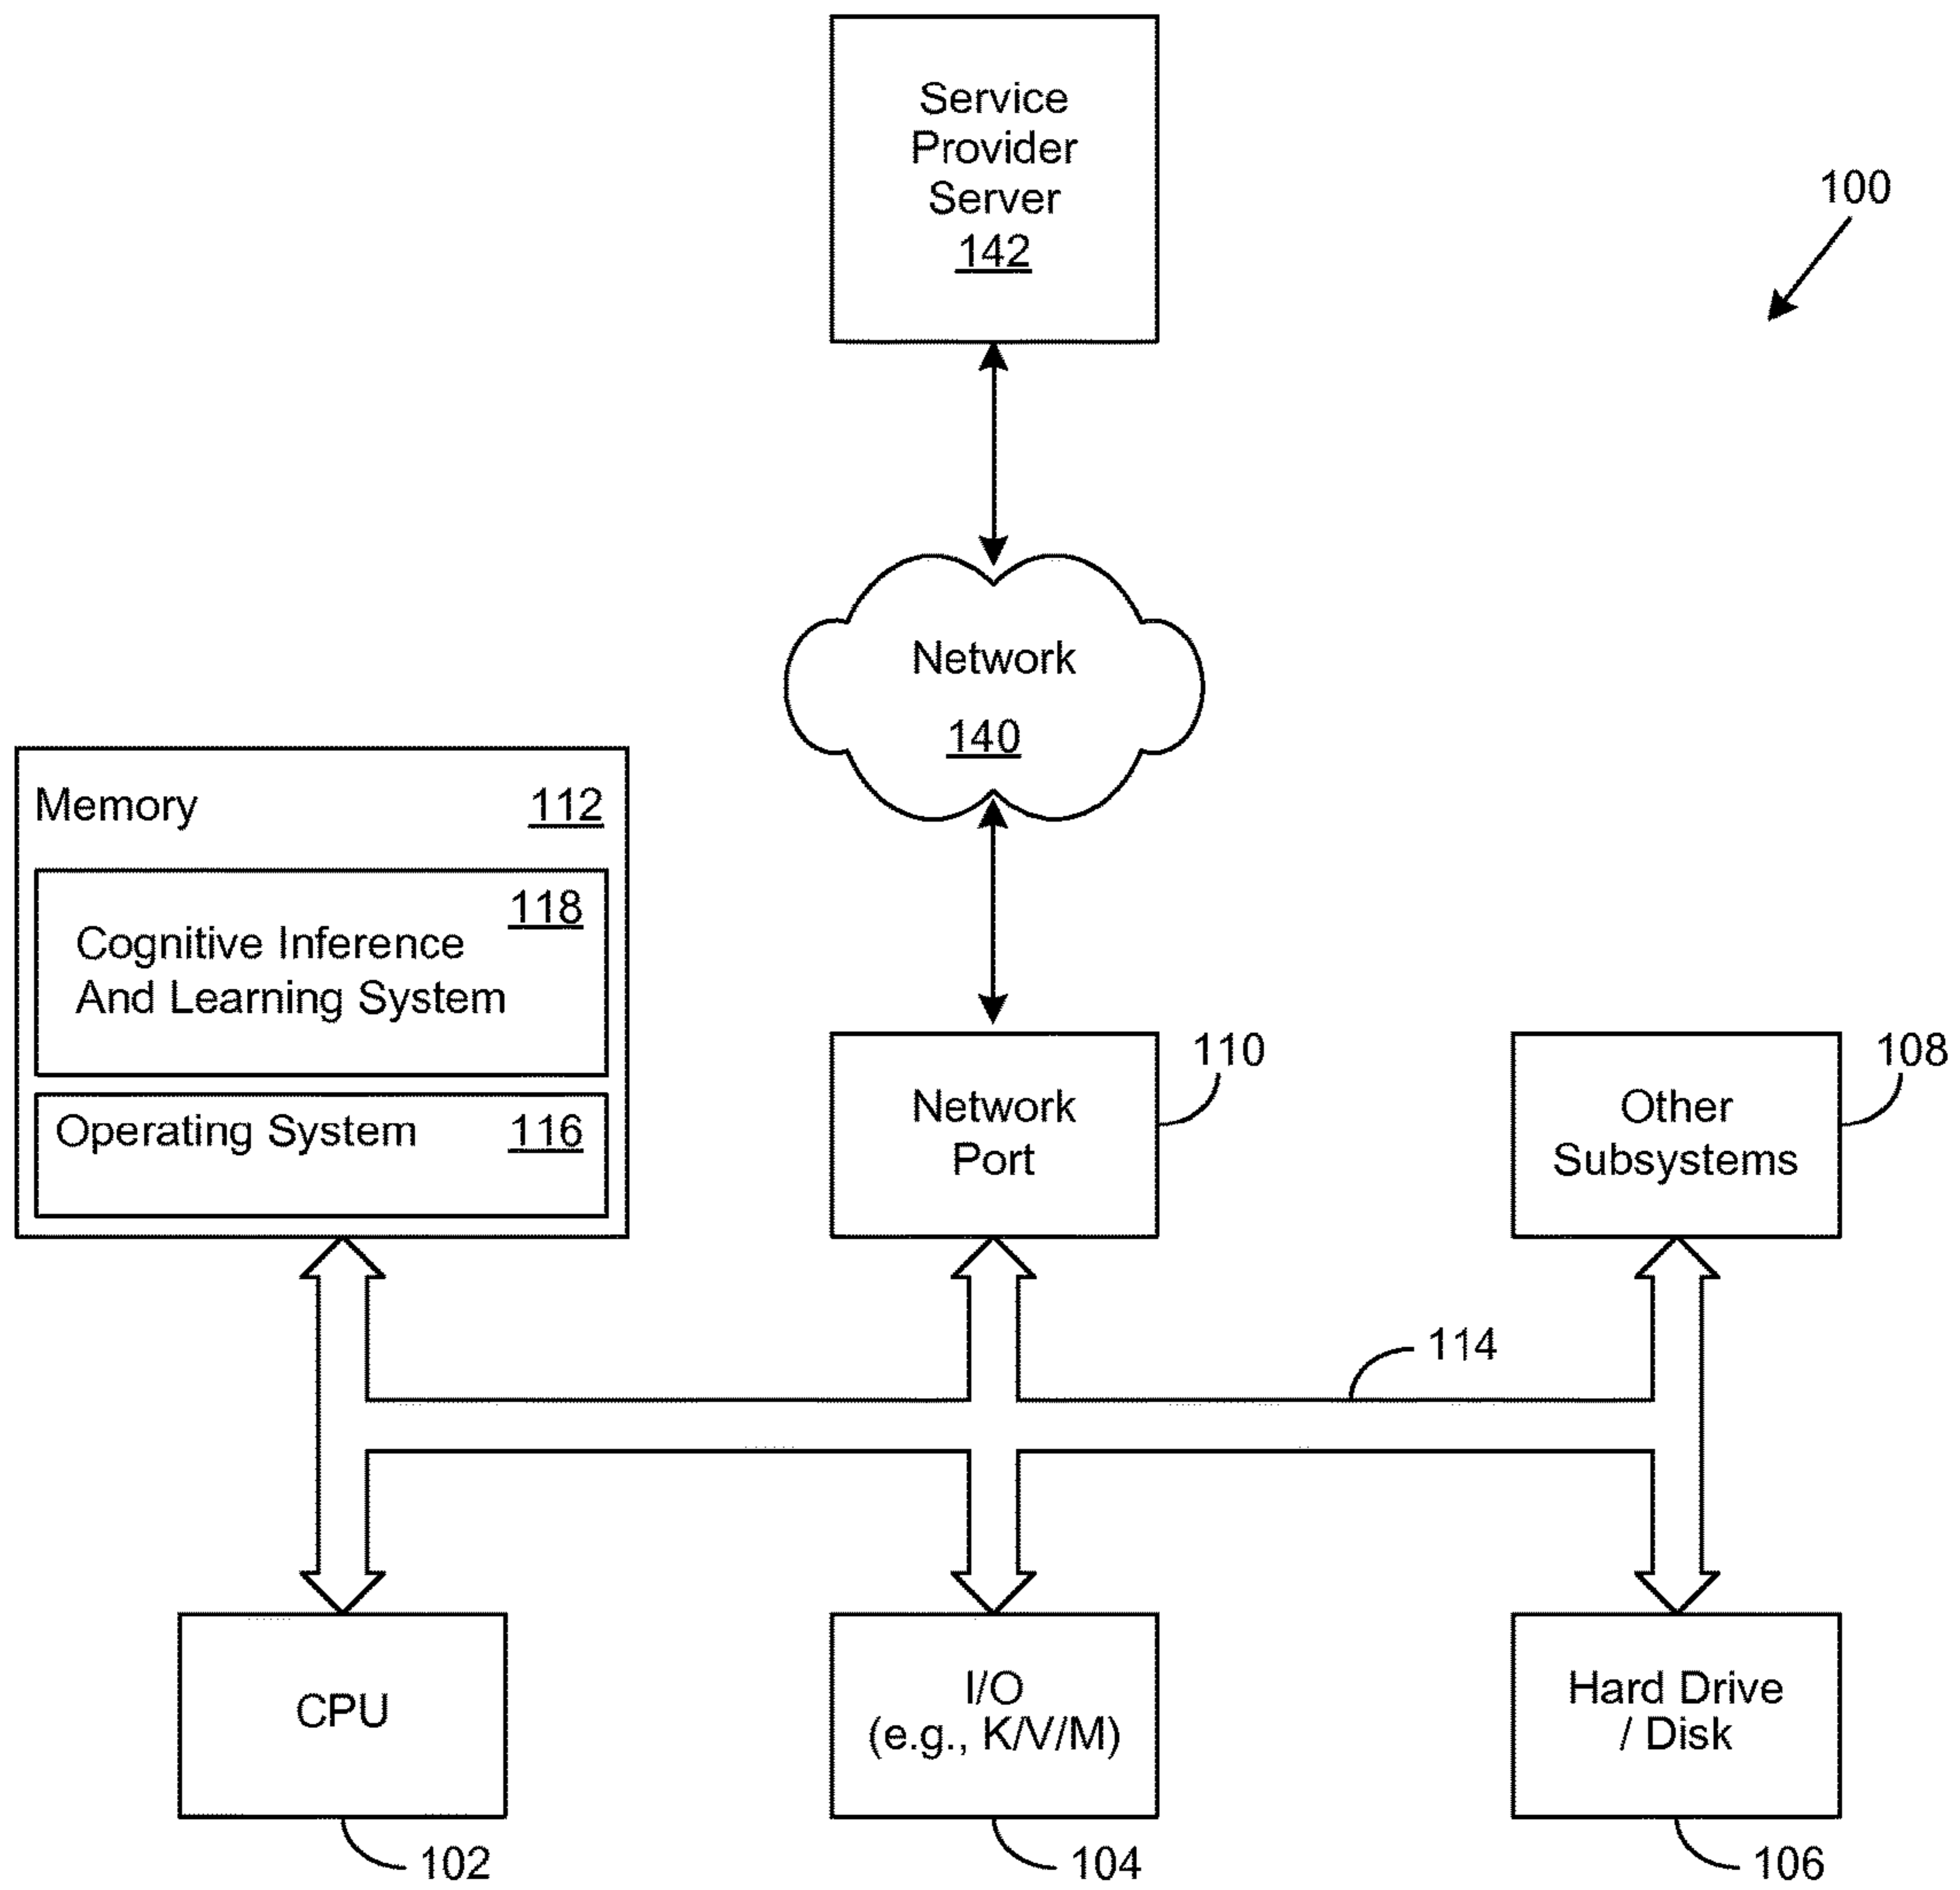 Service
Provider
Server
142
100
Network
140
Memory 112
118
Cognitive Inference
And Learning System
Operating System 116
Network
Port
110
Other
Subsystems
108
114
CPU
102
I/O
(e.g., K/V/M)
104
Hard Drive
/ Disk
106